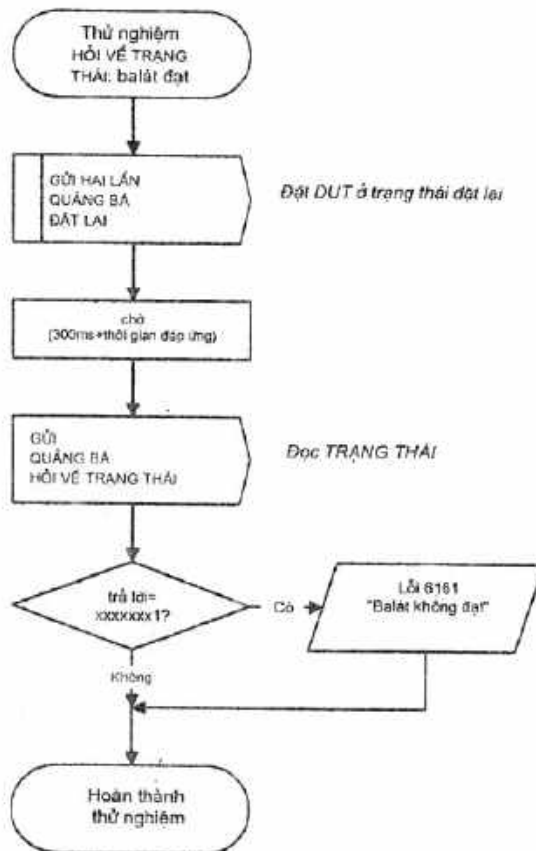 Thử nghiệm
HỎI VỀ TRẠNG
THÁI: balát đạt
GỬI HAI LẦN
QUẢNG BÁ
ĐẶT LẠI
Đặt DUT ở trạng thái đặt lại
chờ
(300ms+thời gian đáp ứng)
GỬI
QUẢNG BÁ
HỎI VỀ TRẠNG THÁI
Đọc TRẠNG THÁI
trả lời=
xxxxxxx1?
Có
Lỗi 6161
"Balát không đạt"
Không
Hoàn thành
thử nghiệm